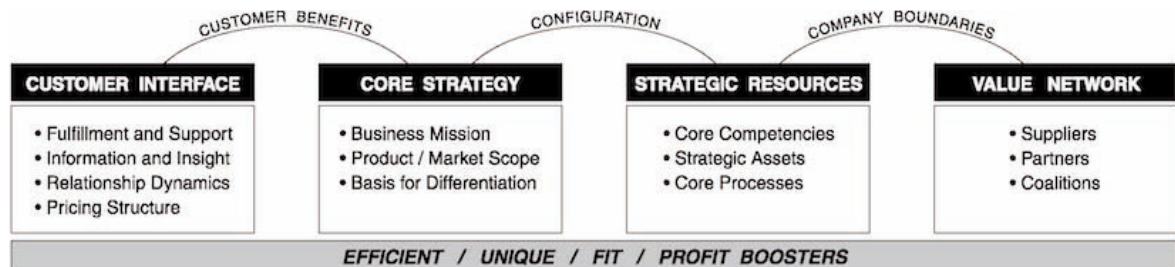 CUSTOMER BENEFITS
CONFIGURATION
COMPANY BOUNDARIES
CUSTOMER INTERFACE
• Fulfillment and Support
• Information and Insight
• Relationship Dynamics
• Pricing Structure
CORE STRATEGY
• Business Mission
• Product / Market Scope
• Basis for Differentiation
STRATEGIC RESOURCES
• Core Competencies
• Strategic Assets
• Core Processes
VALUE NETWORK
• Suppliers
• Partners
• Coalitions
EFFICIENT / UNIQUE / FIT / PROFIT BOOSTERS